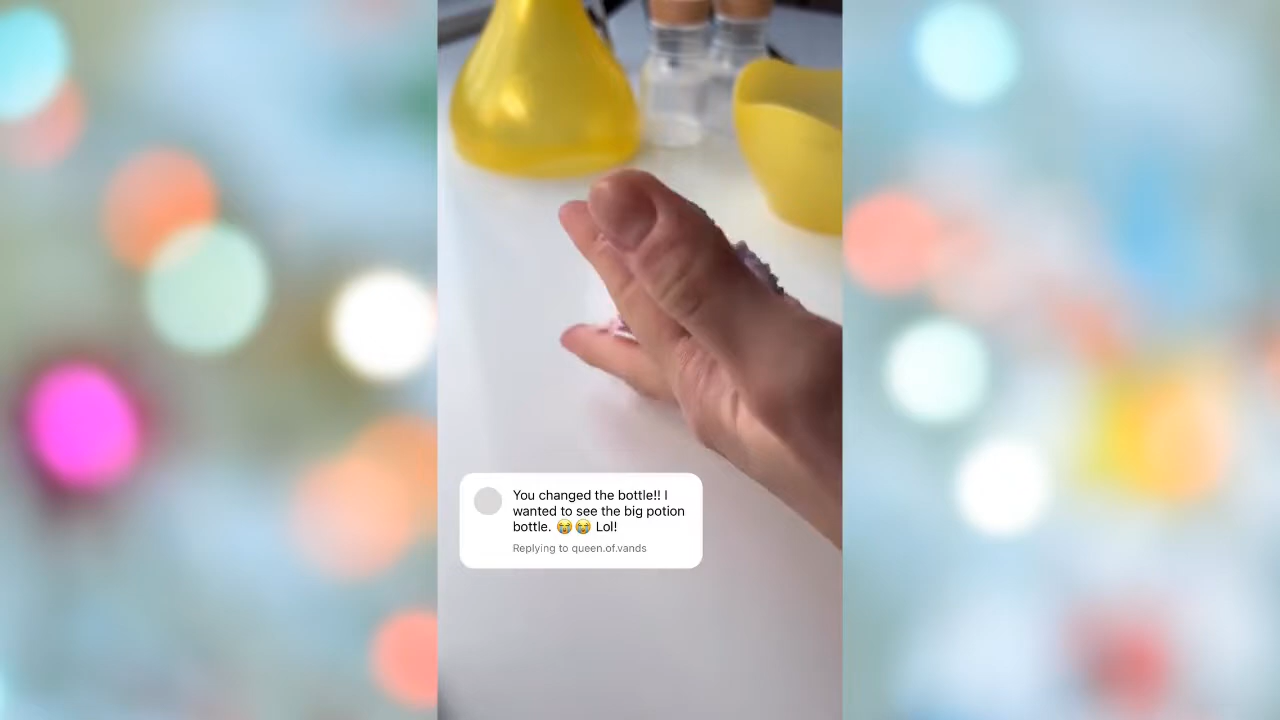 You changed the bottle!! I
wanted to see the big potion
bottle. 😭😭 Lol!
Replying to queen.of.vands